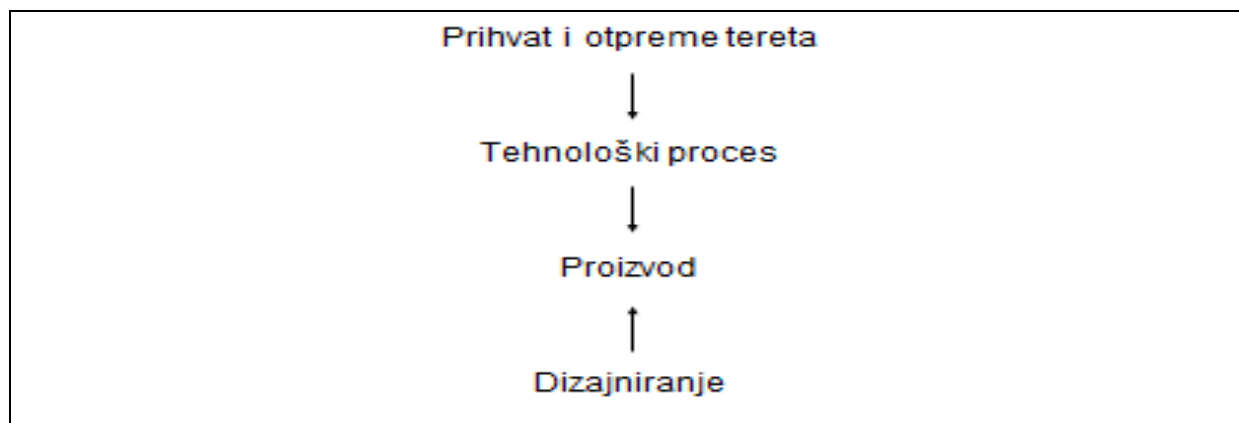 Prihvat i otpreme tereta
Tehnološki proces
Proizvod
Dizajniranje